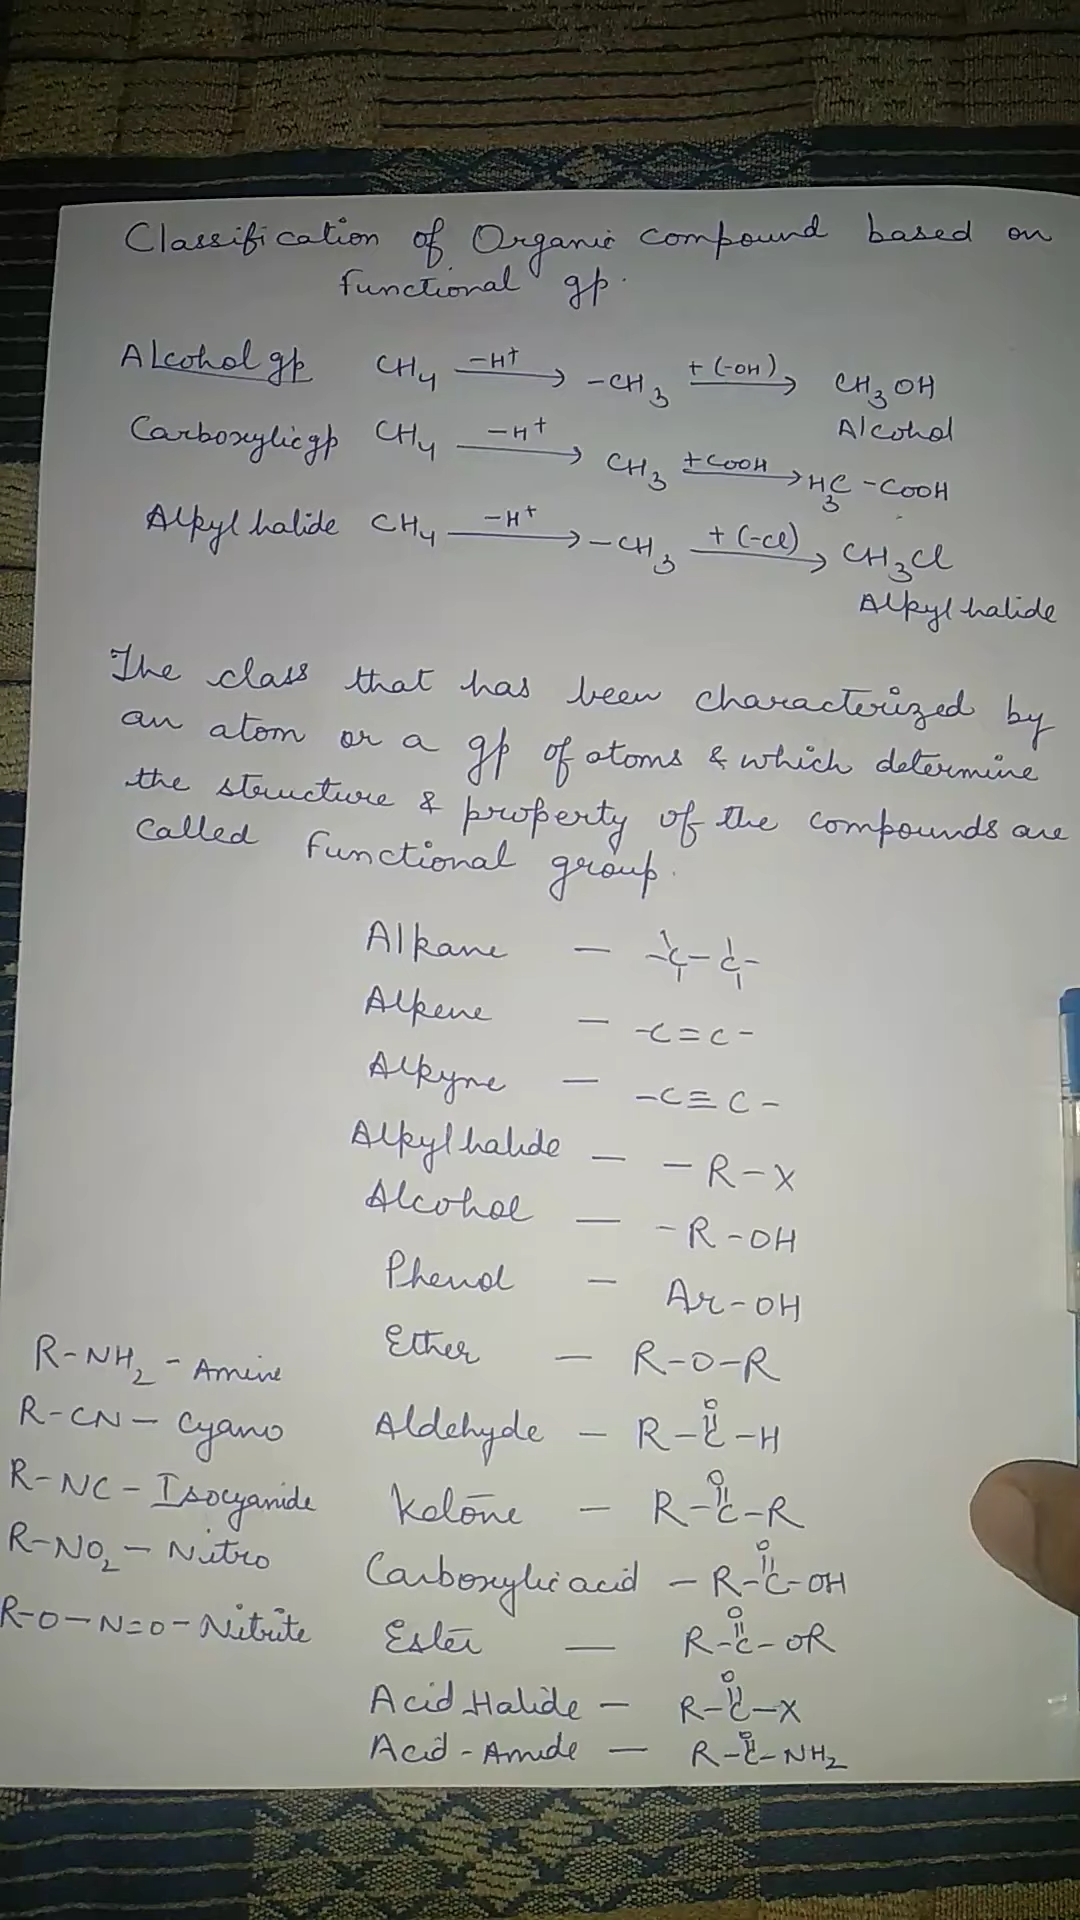 Classification of Organic compound based on
functional gp.
Alcohol gp CH4 —-H+→ -CH3 —+(-OH)→ CH3OH
Alcohol
Carboxylic gp CH4 —-H+→ CH3 —+COOH→ H3C-COOH
Alkyl halide CH4 —-H+→ -CH3 —+(-Cl)→ CH3Cl
Alkyl halide
The class that has been characterized by
an atom or a gp of atoms & which determine
the structure & property of the compounds are
called functional group.
Alkane — -C-C-
Alkene — -C=C-
Alkyne — -C≡C-
Alkyl halide — -R-X
Alcohol — -R-OH
Phenol — Ar-OH
Ether — R-O-R
Aldehyde — R-C(=O)-H
Ketone — R-C(=O)-R
Carboxylic acid — R-C(=O)-OH
Ester — R-C(=O)-OR
Acid Halide — R-C(=O)-X
Acid-Amide — R-C(=O)-NH2
R-NH2 - Amine
R-CN - Cyano
R-NC - Isocyanide
R-NO2 - Nitro
R-O-N=O - Nitrite